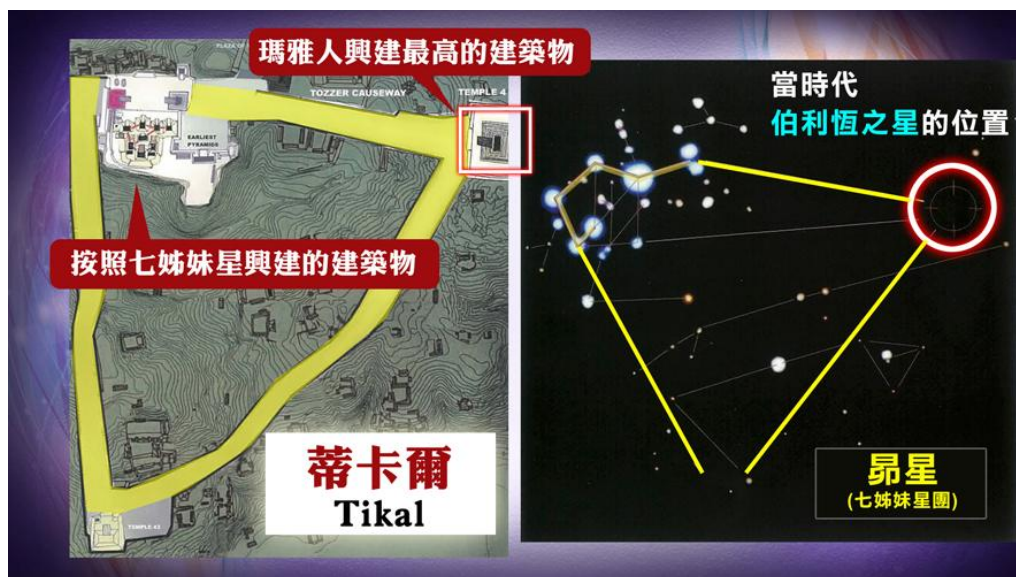 瑪雅人興建最高的建築物
TOZZER CAUSEWAY
TEMPLE 4
EARLIEST
PYRAMIDS
按照七姊妹星興建的建築物
蒂卡爾
Tikal
當時代
伯利恆之星的位置
昴星
(七姊妹星團)